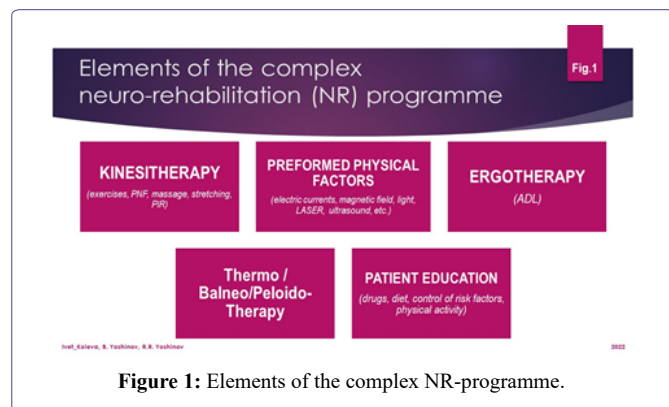 Elements of the complex
neuro-rehabilitation (NR) programme
Fig.1
KINESITHERAPY
(exercises, PNF, massage, stretching,
PIR)
PREFORMED PHYSICAL
FACTORS
(electric currents, magnetic field, light,
LASER, ultrasound, etc.)
ERGOTHERAPY
(ADL)
Thermo /
Balneo/Peloido-
Therapy
PATIENT EDUCATION
(drugs, diet, control of risk factors,
physical activity)
Ivet_Koleva, B. Yoshinov, R.R. Yoshinov
2022
Figure 1: Elements of the complex NR-programme.